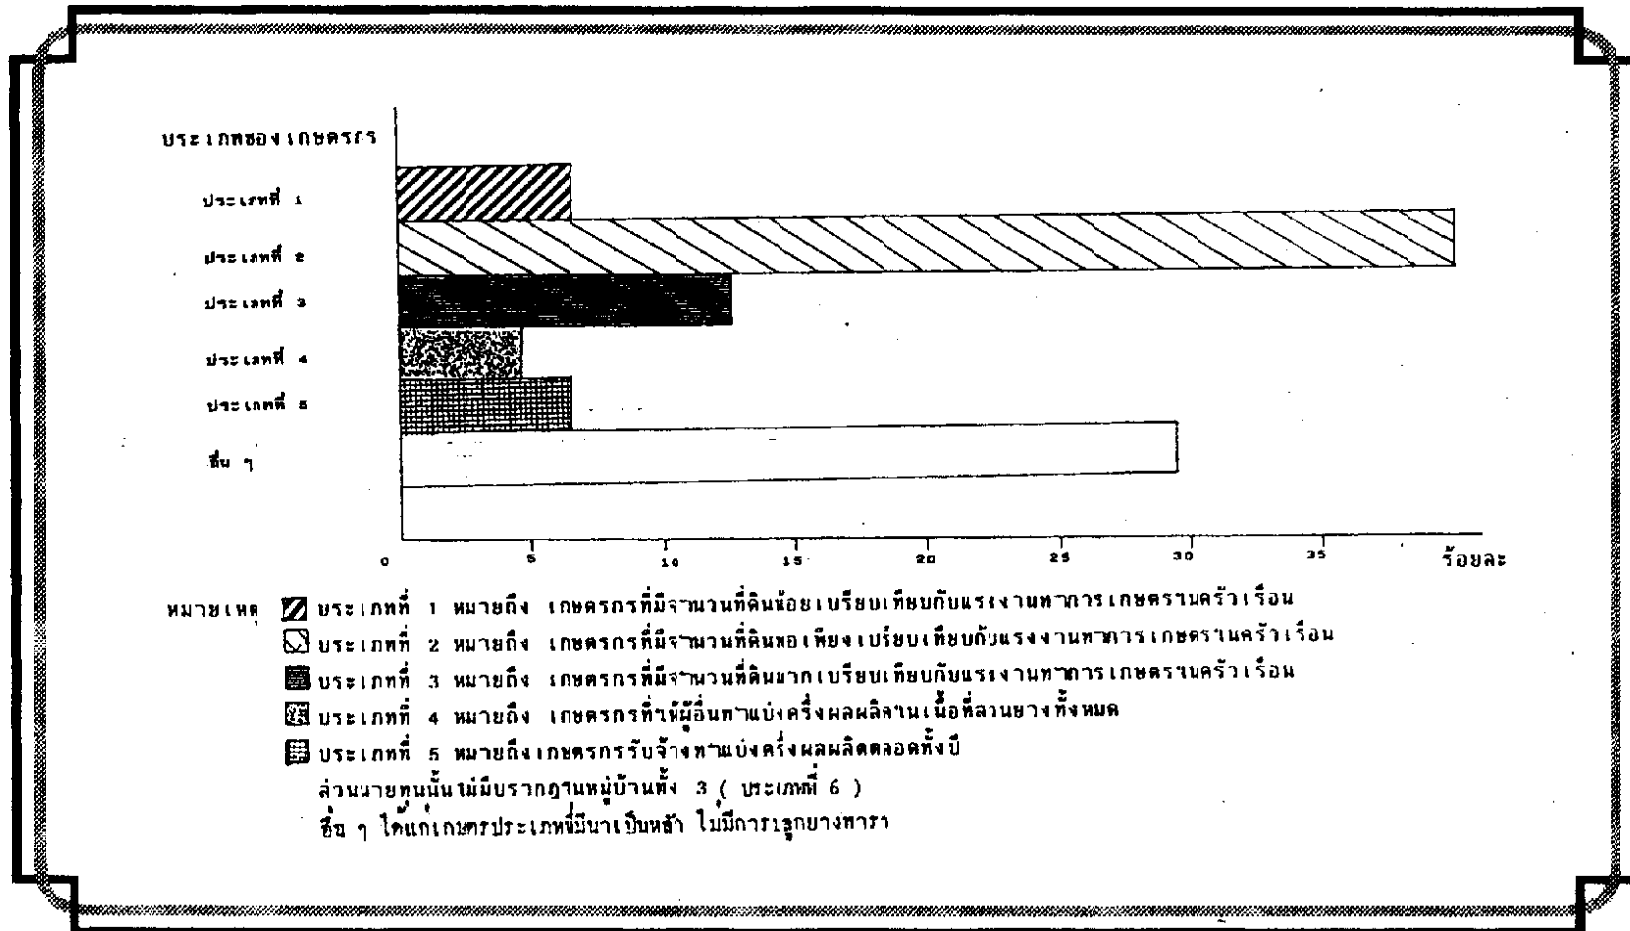 ประเภทของเกษตรกร
ประเภทที่ 1
ประเภทที่ 2
ประเภทที่ 3
ประเภทที่ 4
ประเภทที่ 5
อื่น ๆ
0 5 10 15 20 25 30 35 ร้อยละ
หมายเหตุ ประเภทที่ 1 หมายถึง เกษตรกรที่มีจำนวนที่ดินน้อยเปรียบเทียบกับแรงงานทำการเกษตรในครัวเรือน
ประเภทที่ 2 หมายถึง เกษตรกรที่มีจำนวนที่ดินพอเพียงเปรียบเทียบกับแรงงานทำการเกษตรในครัวเรือน
ประเภทที่ 3 หมายถึง เกษตรกรที่มีจำนวนที่ดินมากเปรียบเทียบกับแรงงานทำการเกษตรในครัวเรือน
ประเภทที่ 4 หมายถึง เกษตรกรที่ให้ผู้อื่นทำแบ่งครึ่งผลผลิตในเนื้อที่สวนยางทั้งหมด
ประเภทที่ 5 หมายถึง เกษตรกรรับจ้างทำแบ่งครึ่งผลผลิตตลอดทั้งปี
ส่วนนายทุนนั้นไม่มีปรากฏในหมู่บ้านทั้ง 3 ( ประเภทที่ 6 )
อื่น ๆ ได้แก่เกษตรประเภทที่มีนาเป็นหลัก ไม่มีการปลูกยางพารา